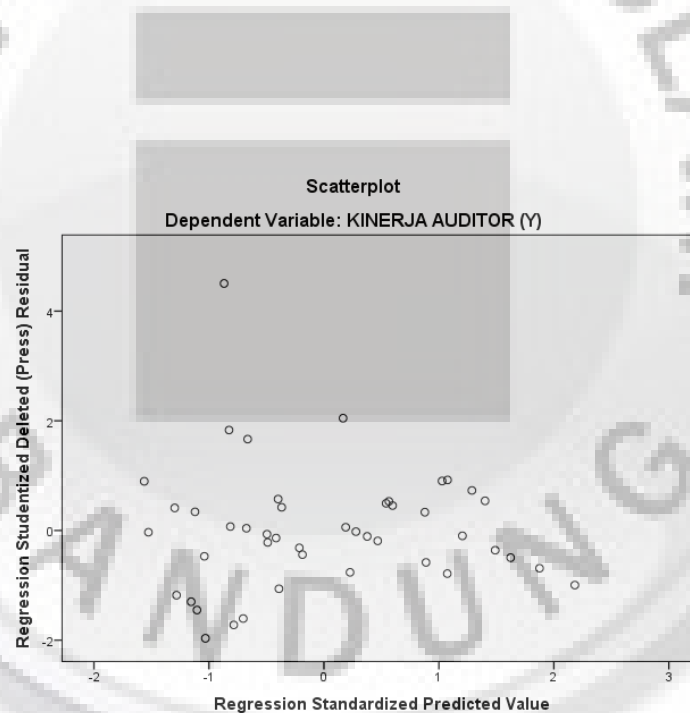 Scatterplot
Dependent Variable: KINERJA AUDITOR (Y)
Regression Studentized Deleted (Press) Residual
4
2
0
-2
-2
-1
0
1
2
3
Regression Standardized Predicted Value
ANDUNG